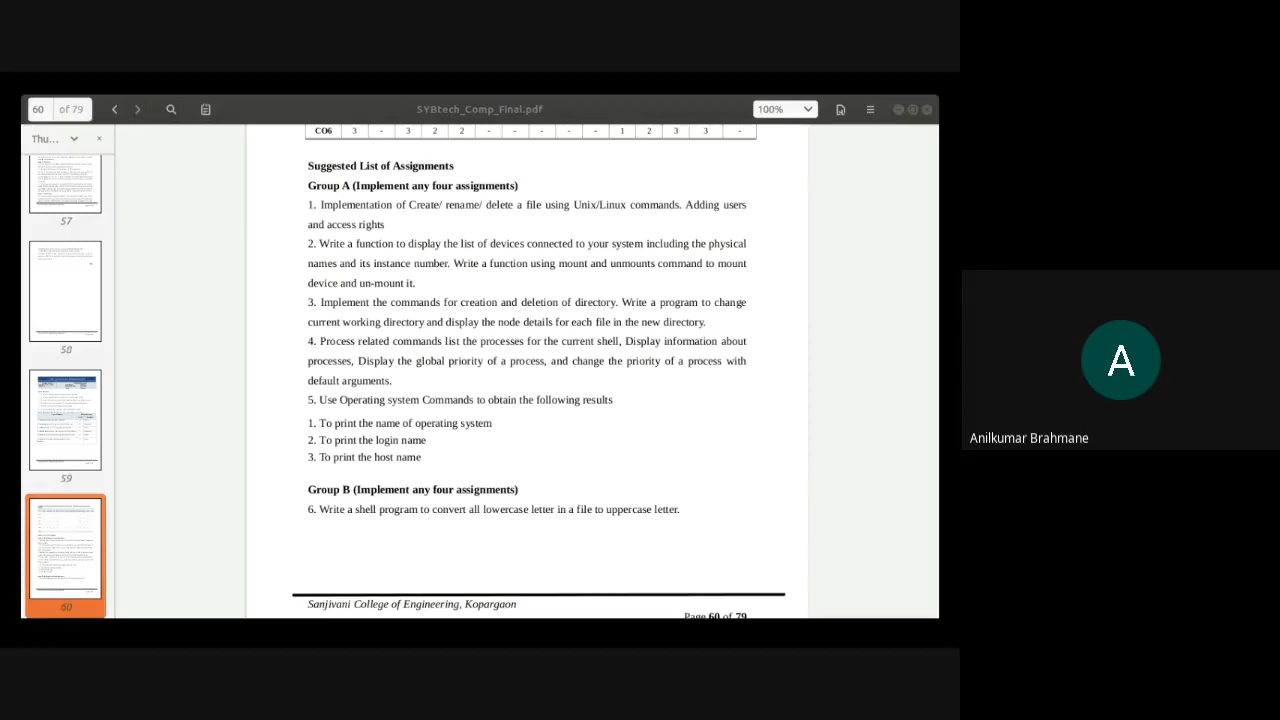 60 of 79
SYBtech_Comp_Final.pdf
100%
Thu...
CO6 3 - 3 2 2 - - - - - 1 2 3 3 -
Suggested List of Assignments
Group A (Implement any four assignments)
1. Implementation of Create/ rename/ delete a file using Unix/Linux commands. Adding users
and access rights
2. Write a function to display the list of devices connected to your system including the physical
names and its instance number. Write a function using mount and unmounts command to mount
device and un-mount it.
3. Implement the commands for creation and deletion of directory. Write a program to change
current working directory and display the node details for each file in the new directory.
4. Process related commands list the processes for the current shell, Display information about
processes, Display the global priority of a process, and change the priority of a process with
default arguments.
5. Use Operating system Commands to obtain the following results
1. To print the name of operating system
2. To print the login name
3. To print the host name
Group B (Implement any four assignments)
6. Write a shell program to convert all lowercase letter in a file to uppercase letter.
Sanjivani College of Engineering, Kopargaon
Page 60 of 79
57
58
59
60
A
Anilkumar Brahmane